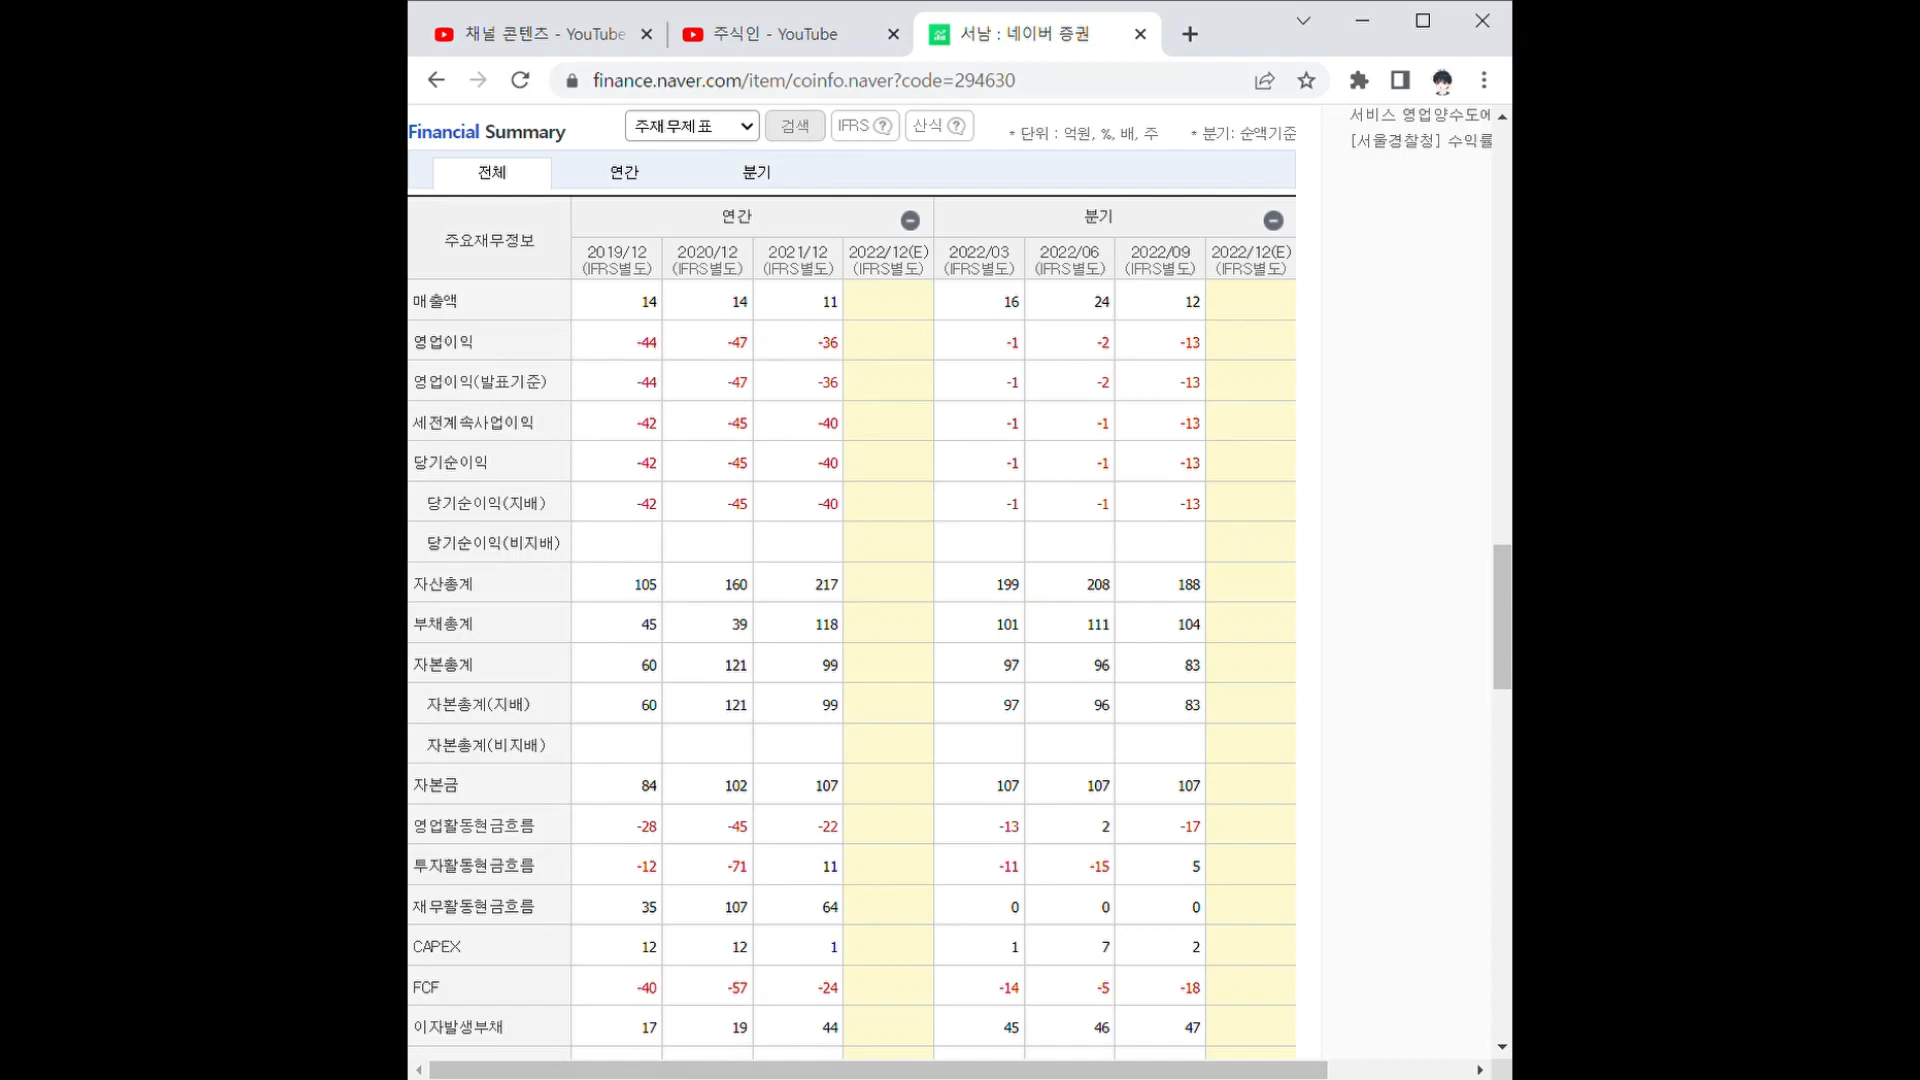 채널 콘텐츠 - YouTube
주식인 - YouTube
서남 : 네이버 증권
finance.naver.com/item/coinfo.naver?code=294630
Financial Summary
주재무제표
검색
IFRS ?
산식 ?
* 단위 : 억원, %, 배, 주
* 분기: 순액기준
서비스 영업양수도에
[서울경찰청] 수익률
전체 연간 분기
주요재무정보 연간 분기
2019/12 2020/12 2021/12 2022/12(E) 2022/03 2022/06 2022/09 2022/12(E)
(IFRS별도) (IFRS별도) (IFRS별도) (IFRS별도) (IFRS별도) (IFRS별도) (IFRS별도) (IFRS별도)
매출액 14 14 11 16 24 12
영업이익 -44 -47 -36 -1 -2 -13
영업이익(발표기준) -44 -47 -36 -1 -2 -13
세전계속사업이익 -42 -45 -40 -1 -1 -13
당기순이익 -42 -45 -40 -1 -1 -13
당기순이익(지배) -42 -45 -40 -1 -1 -13
당기순이익(비지배)
자산총계 105 160 217 199 208 188
부채총계 45 39 118 101 111 104
자본총계 60 121 99 97 96 83
자본총계(지배) 60 121 99 97 96 83
자본총계(비지배)
자본금 84 102 107 107 107 107
영업활동현금흐름 -28 -45 -22 -13 2 -17
투자활동현금흐름 -12 -71 11 -11 -15 5
재무활동현금흐름 35 107 64 0 0 0
CAPEX 12 12 1 1 7 2
FCF -40 -57 -24 -14 -5 -18
이자발생부채 17 19 44 45 46 47